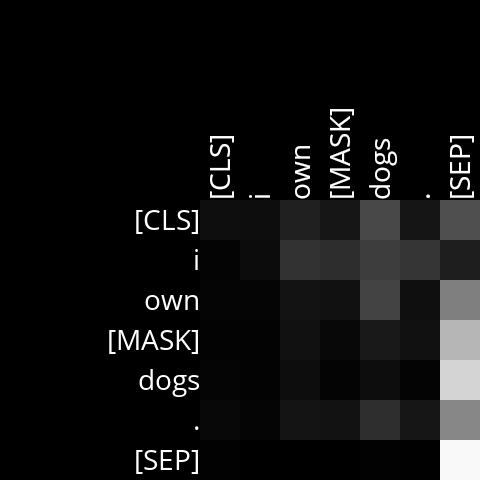 [CLS] i own [MASK] dogs . [SEP]
[CLS]
i
own
[MASK]
dogs
.
[SEP]